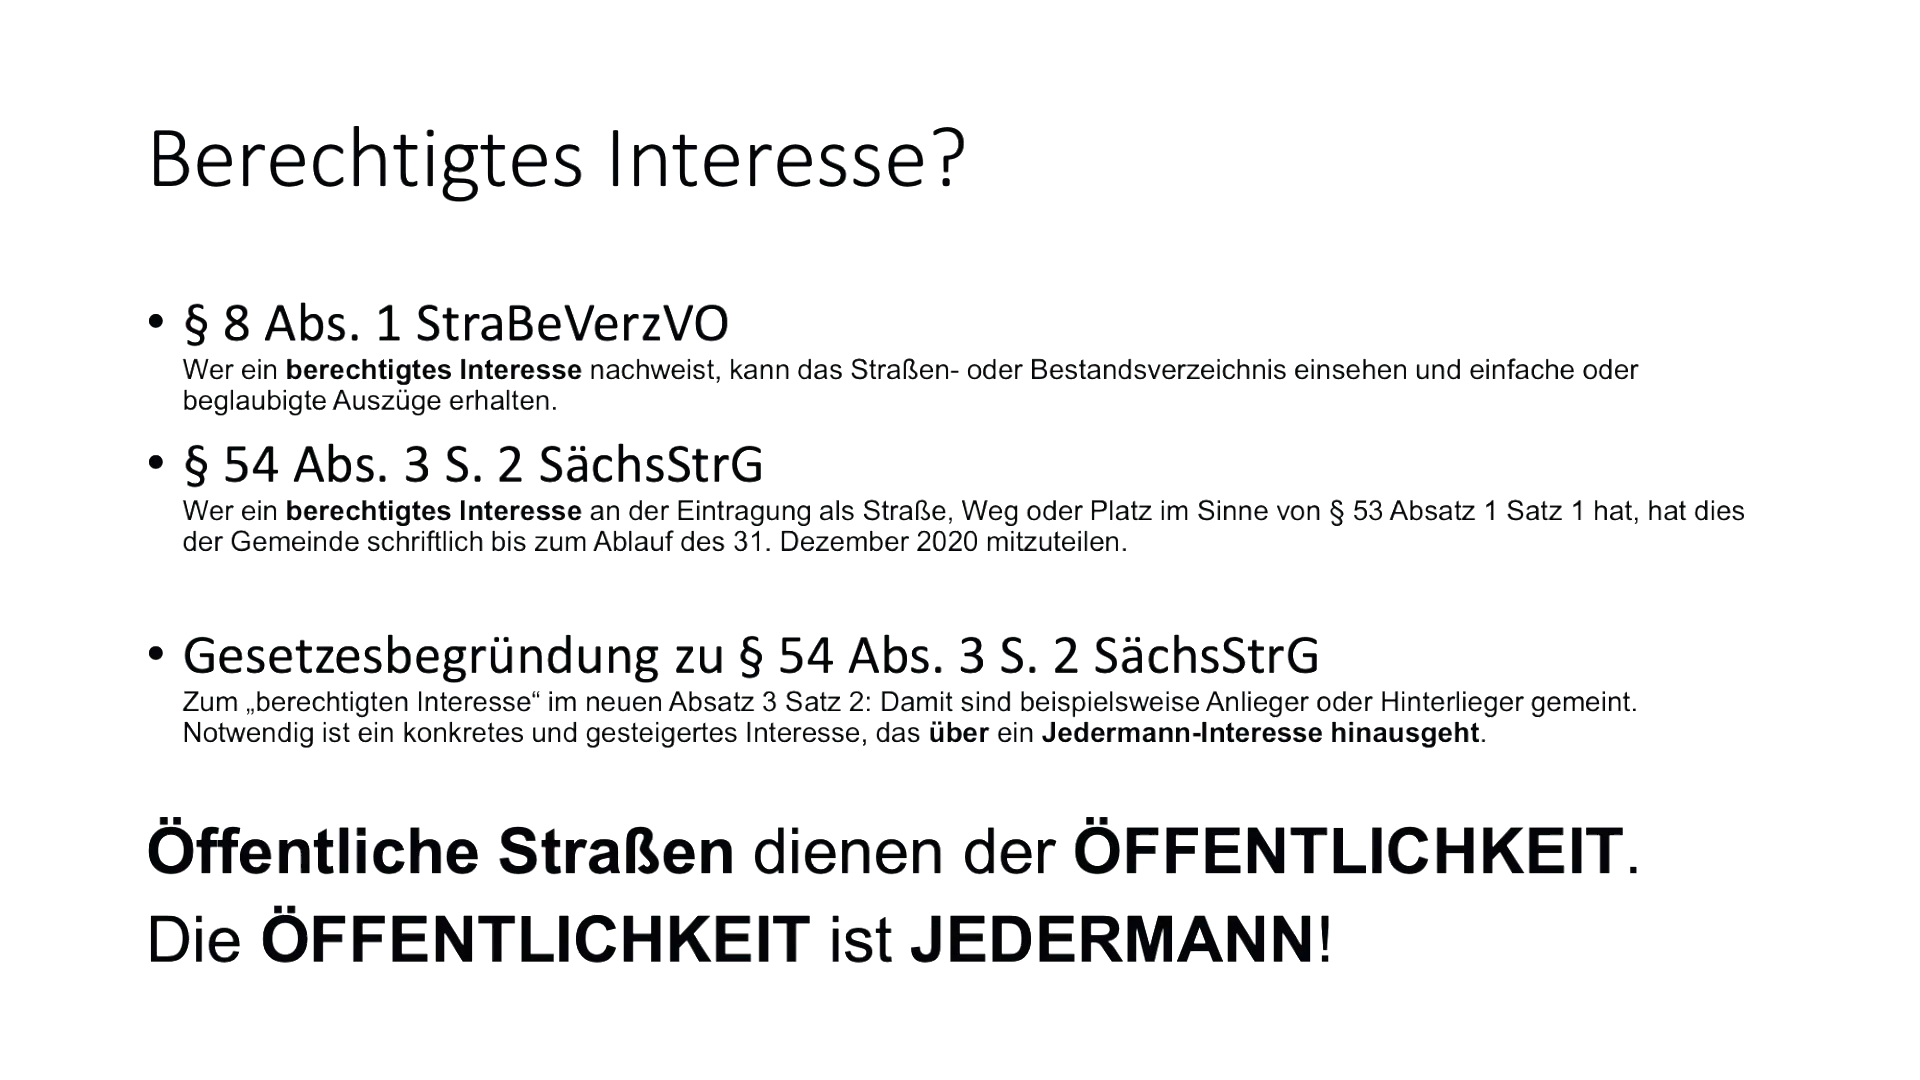 Berechtigtes Interesse?
• § 8 Abs. 1 StraBeVerzVO
Wer ein berechtigtes Interesse nachweist, kann das Straßen- oder Bestandsverzeichnis einsehen und einfache oder
beglaubigte Auszüge erhalten.
• § 54 Abs. 3 S. 2 SächsStrG
Wer ein berechtigtes Interesse an der Eintragung als Straße, Weg oder Platz im Sinne von § 53 Absatz 1 Satz 1 hat, hat dies
der Gemeinde schriftlich bis zum Ablauf des 31. Dezember 2020 mitzuteilen.
• Gesetzesbegründung zu § 54 Abs. 3 S. 2 SächsStrG
Zum „berechtigten Interesse“ im neuen Absatz 3 Satz 2: Damit sind beispielsweise Anlieger oder Hinterlieger gemeint.
Notwendig ist ein konkretes und gesteigertes Interesse, das über ein Jedermann-Interesse hinausgeht.
Öffentliche Straßen dienen der ÖFFENTLICHKEIT.
Die ÖFFENTLICHKEIT ist JEDERMANN!